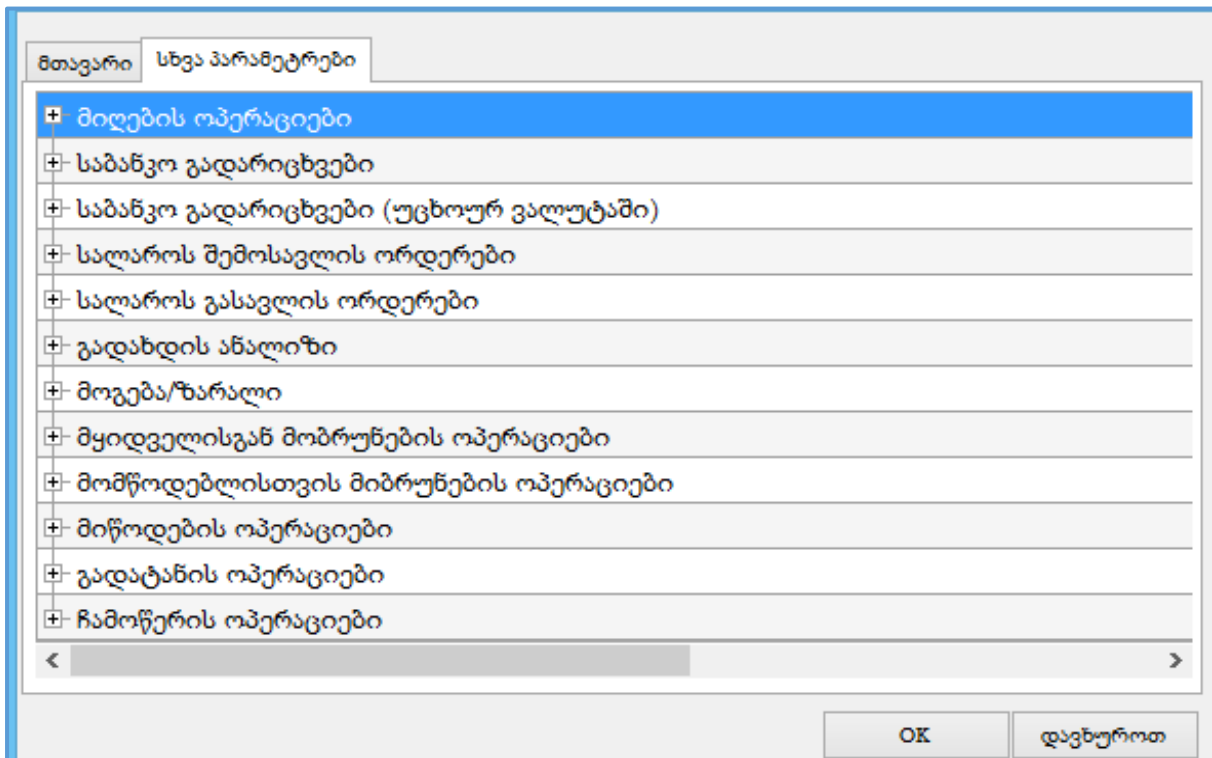 მთავარი სხვა პარამეტრები
მიღების ოპერაციები
საბანკო გადარიცხვები
საბანკო გადარიცხვები (უცხოურ ვალუტაში)
სალაროს შემოსავლის ორდერები
სალაროს გასავლის ორდერები
გადახდის ანალიზი
მოგება/ზარალი
მყიდველისგან მობრუნების ოპერაციები
მომწოდებლისთვის მიბრუნების ოპერაციები
მიწოდების ოპერაციები
გადატანის ოპერაციები
ჩამოწერის ოპერაციები
OK დავხუროთ